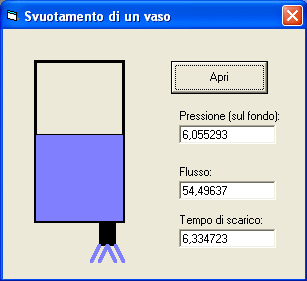 Svuotamento di un vaso
Apri
Pressione (sul fondo):
6,055293
Flusso:
54,49637
Tempo di scarico:
6,334723